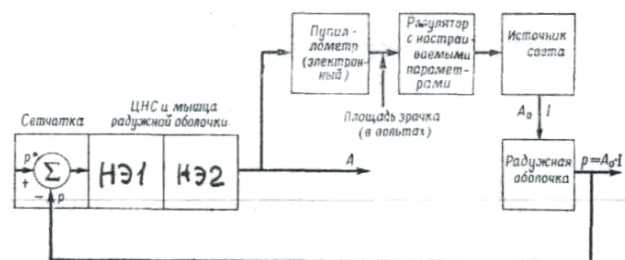 Пупил-
лометр
(электрон-
ный)
Регулятор
с настраи-
ваемыми
парамет-
рами
Источник
света
Площадь зрачка
(в вольтах)
A₀ I
Сетчатка
ЦНС и мышца
радужной оболочки
p*
+
Σ
− p
НЭ1
НЭ2
A
Радужная
оболочка
p=A₀·I